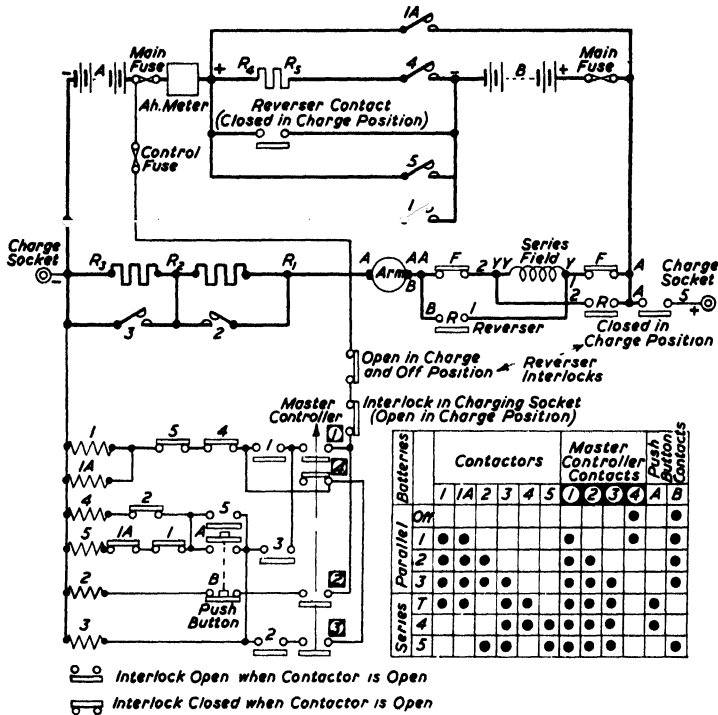 1A
Main
Fuse
- A
+
R4 R5
4
-
B
+
Main
Fuse
Ah. Meter
Reverser Contact
(Closed in Charge Position)
Control
Fuse
5
1
Charge
Socket
-
R3
R2
R1
A
Arm
AA
B
F
2
YY
Series
Field
Y
1
F
A
Charge
Socket
3
2
B
R
1
Reverser
2
R
A
5
+
Closed in
Charge Position
Open in Charge
and Off Position
Reverser
Interlocks
Master
Controller
Interlock in Charging Socket
(Open in Charge Position)
1
5
4
1
1
1A
4
4
2
5
A
5
1A
1
3
2
B
2
Push
Button
3
2
3
Interlock Open when Contactor is Open
Interlock Closed when Contactor is Open
Batteries
Contactors
Master
Controller
Contacts
Push
Button
Contacts
1 1A 2 3 4 5 1 2 3 4 A B
Parallel
Off
1
2
3
Series
T
4
5